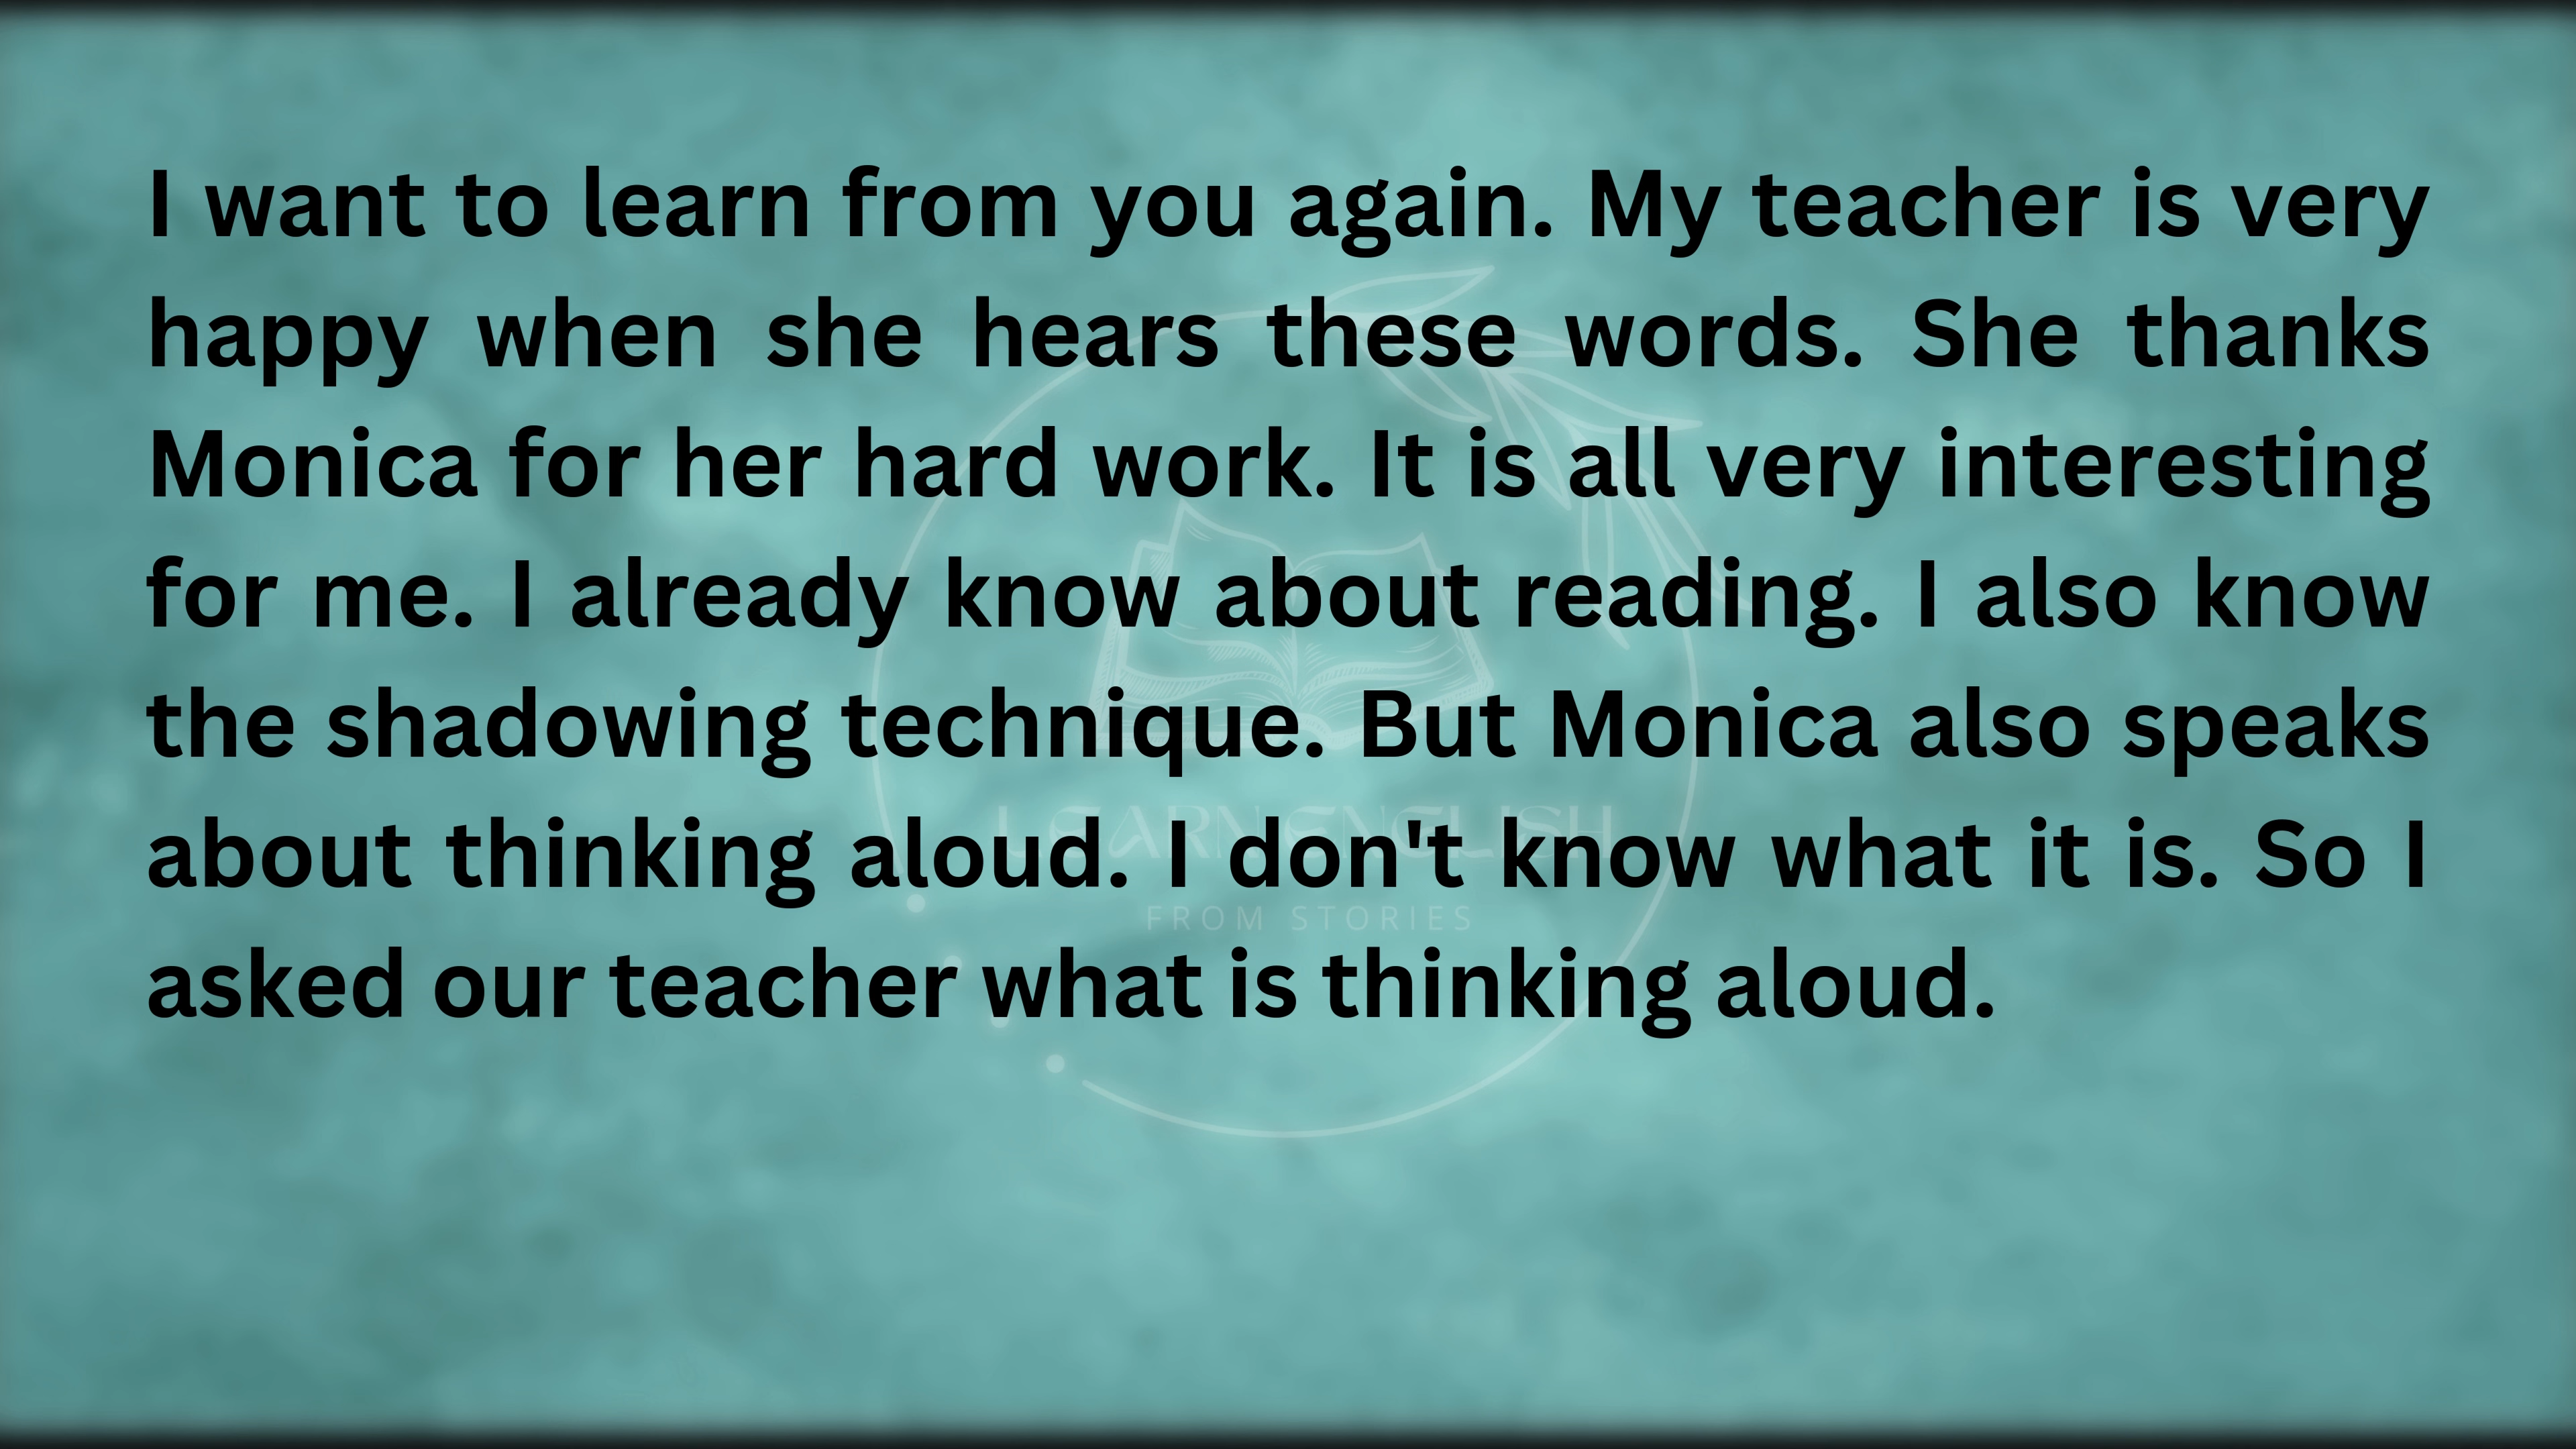 I want to learn from you again. My teacher is very
happy when she hears these words. She thanks
Monica for her hard work. It is all very interesting
for me. I already know about reading. I also know
the shadowing technique. But Monica also speaks
about thinking aloud. I don't know what it is. So I
asked our teacher what is thinking aloud.
LEARN ENGLISH
FROM STORIES